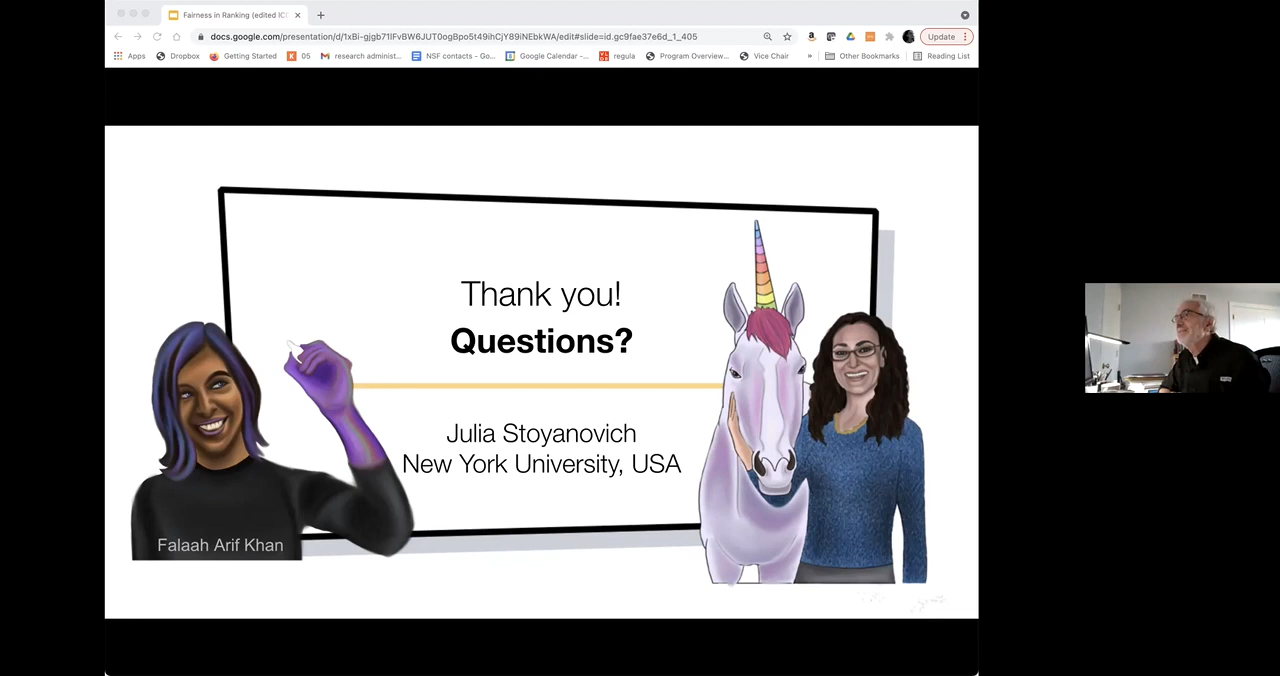 Fairness in Ranking (edited IC
docs.google.com/presentation/d/1xBi-gjgb71IFvBW6JUT0ogBpo5t49ihCjY89iNEbkWA/edit#slide=id.gc9fae37e6d_1_405
Update
Apps
Dropbox
Getting Started
05
research administ...
NSF contacts - Go...
Google Calendar -...
regula
Program Overview...
Vice Chair
»
Other Bookmarks
Reading List
Thank you!
Questions?
Julia Stoyanovich
New York University, USA
Falaah Arif Khan